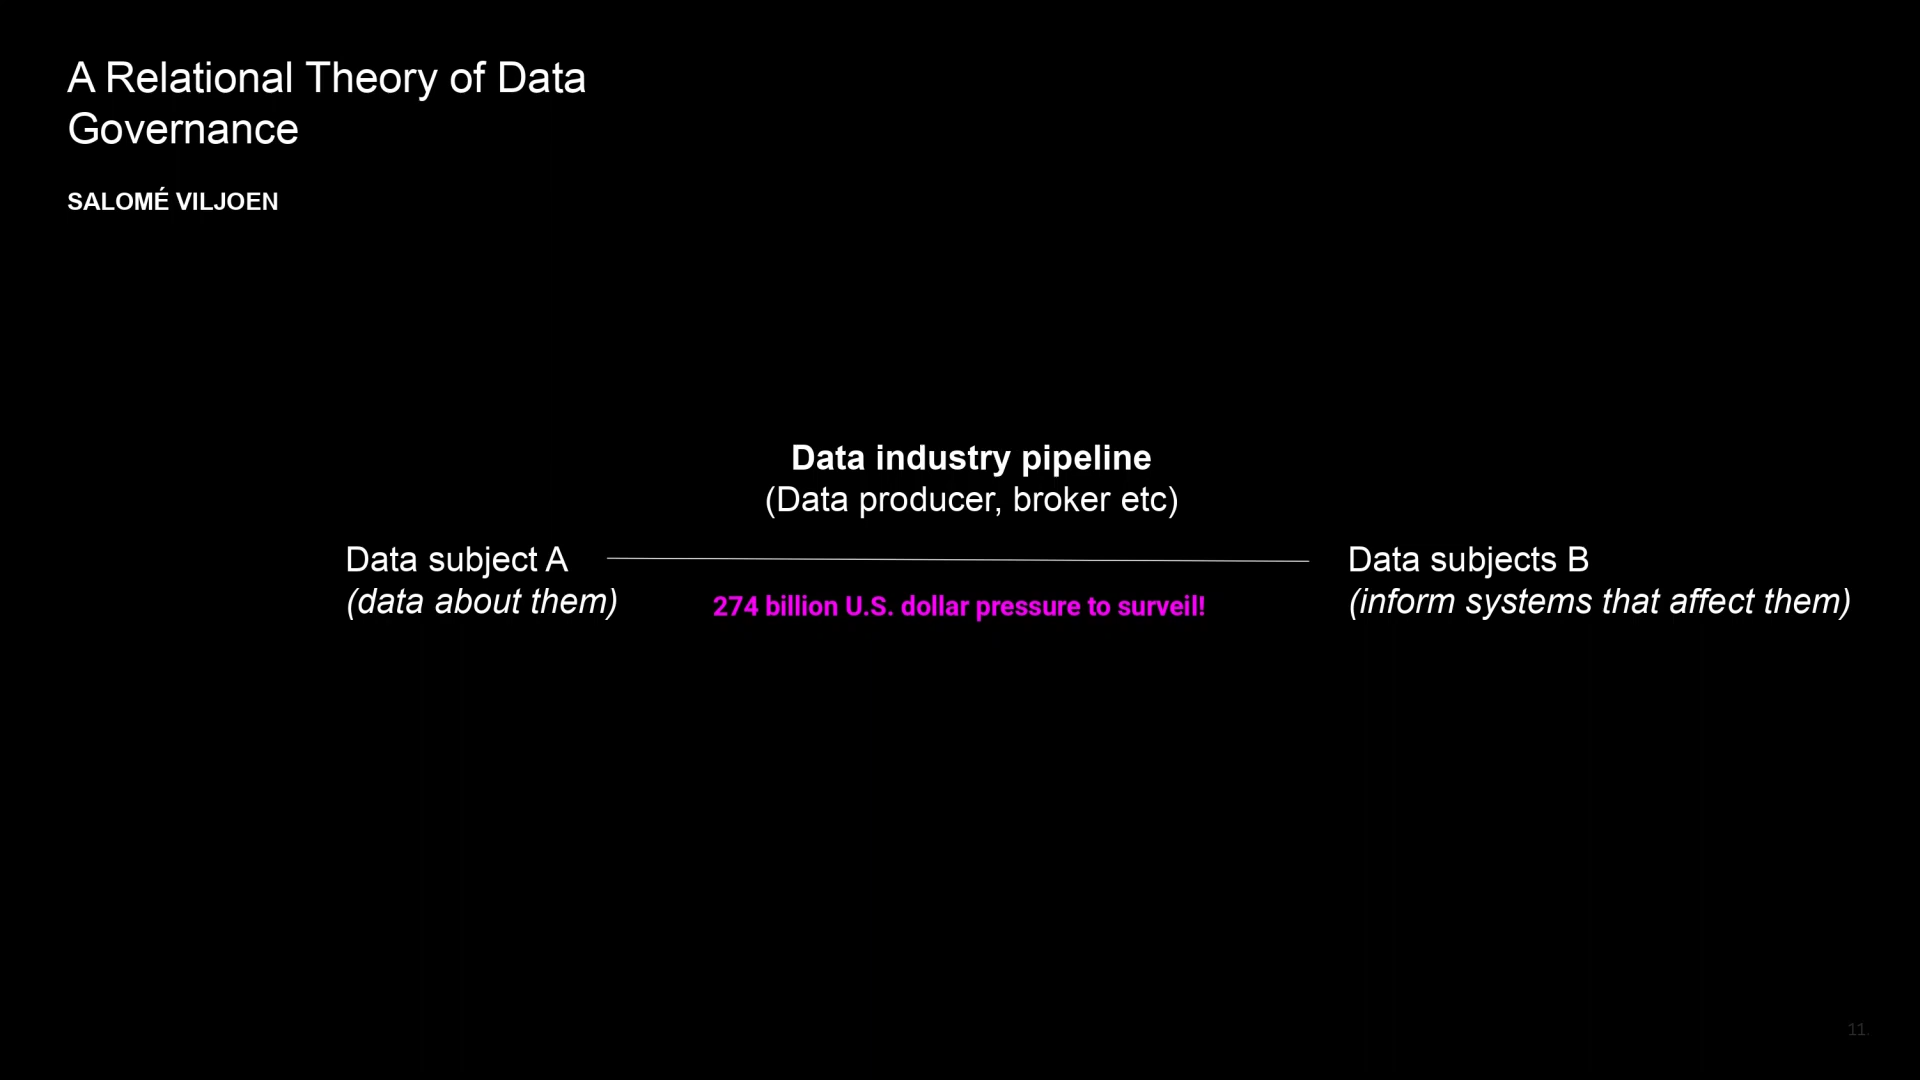 A Relational Theory of Data
Governance
SALOMÉ VILJOEN
Data industry pipeline
(Data producer, broker etc)
Data subject A
(data about them)
274 billion U.S. dollar pressure to surveil!
Data subjects B
(inform systems that affect them)
11.